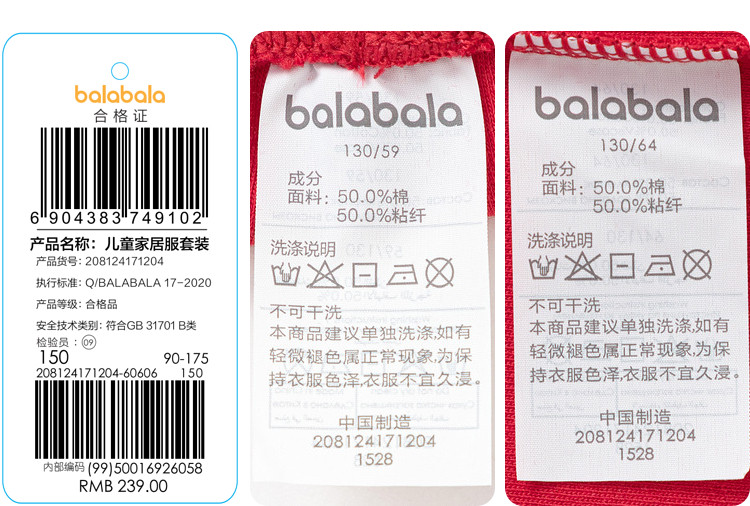 balabala
合格证
6 904383 749102
产品名称：儿童家居服套装
产品货号：208124171204
执行标准：Q/BALABALA 17-2020
产品等级：合格品
安全技术类别：符合GB 31701 B类
检验员：09
150 90-175
208124171204-60606 150
内部编码 (99)50016926058
RMB 239.00
balabala
130/59
成分
面料：50.0%棉
50.0%粘纤
洗涤说明
不可干洗
本商品建议单独洗涤,如有
轻微褪色属正常现象,为保
持衣服色泽,衣服不宜久浸。
中国制造
208124171204
1528
balabala
130/64
成分
面料：50.0%棉
50.0%粘纤
洗涤说明
不可干洗
本商品建议单独洗涤,如有
轻微褪色属正常现象,为保
持衣服色泽,衣服不宜久浸。
中国制造
208124171204
1528